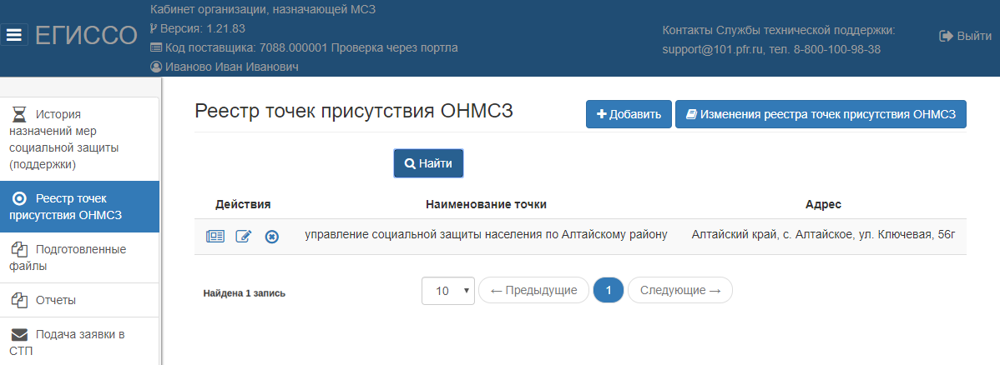 ЕГИССО
Кабинет организации, назначающей МСЗ
Версия: 1.21.83
Код поставщика: 7088.000001 Проверка через портла
Иваново Иван Иванович
Контакты Службы технической поддержки:
support@101.pfr.ru, тел. 8-800-100-98-38
Выйти
История
назначений мер
социальной защиты
(поддержки)
Реестр точек
присутствия ОНМСЗ
Подготовленные
файлы
Отчеты
Подача заявки в
СТП
Реестр точек присутствия ОНМСЗ
Добавить
Изменения реестра точек присутствия ОНМСЗ
Найти
Действия Наименование точки Адрес
управление социальной защиты населения по Алтайскому району Алтайский край, с. Алтайское, ул. Ключевая, 56г
Найдена 1 запись
10
← Предыдущие
1
Следующие →